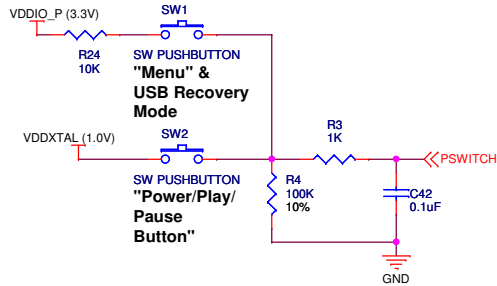 VDDIO_P (3.3V)
SW1
R24
10K
SW PUSHBUTTON
"Menu" &
USB Recovery
Mode
VDDXTAL (1.0V)
SW2
SW PUSHBUTTON
"Power/Play/
Pause
Button"
R3
1K
PSWITCH
R4
100K
10%
C42
0.1uF
GND